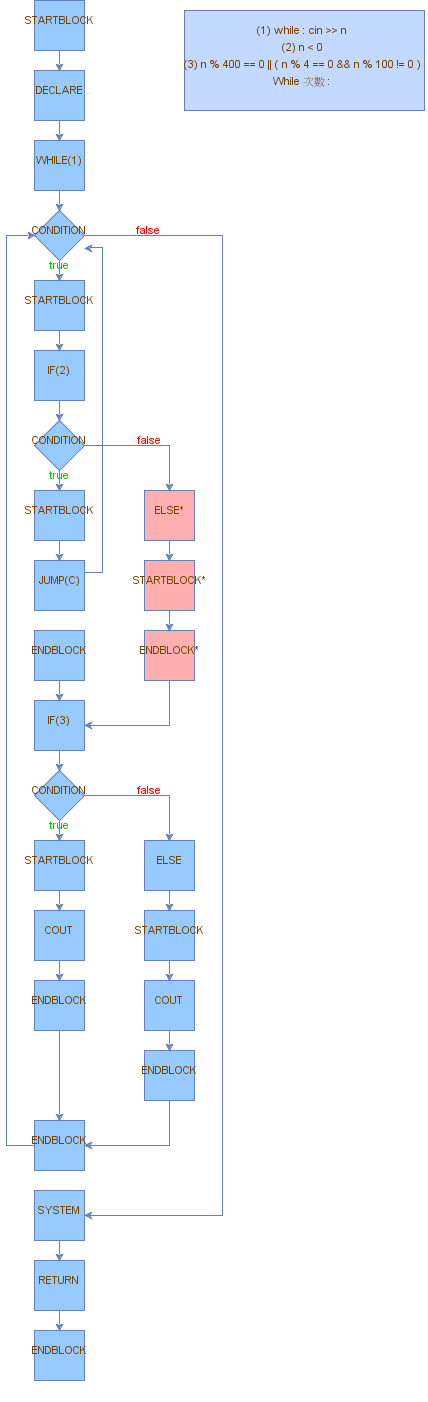 STARTBLOCK
(1) while : cin >> n
(2) n < 0
(3) n % 400 == 0 || ( n % 4 == 0 && n % 100 != 0 )
While 次數 :
DECLARE
WHILE(1)
CONDITION
false
true
STARTBLOCK
IF(2)
CONDITION
false
true
STARTBLOCK
ELSE*
JUMP(C)
STARTBLOCK*
ENDBLOCK
ENDBLOCK*
IF(3)
CONDITION
false
true
STARTBLOCK
ELSE
COUT
STARTBLOCK
ENDBLOCK
COUT
ENDBLOCK
ENDBLOCK
SYSTEM
RETURN
ENDBLOCK